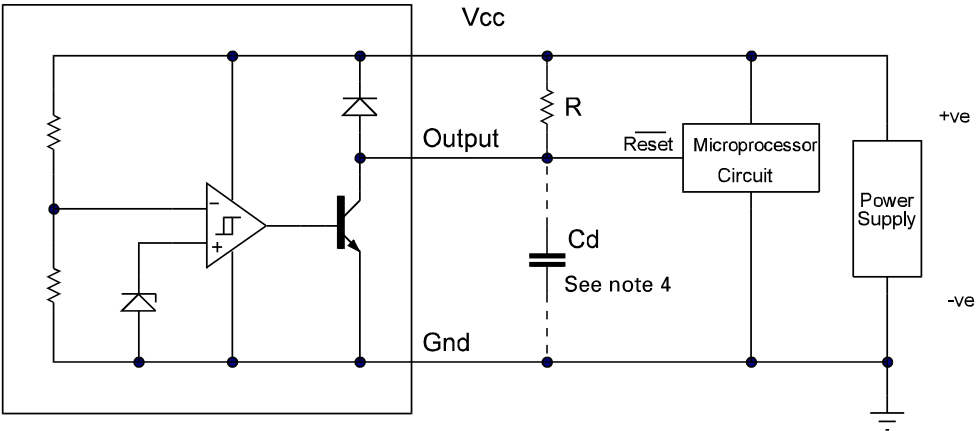 Vcc
R
+ve
Output
Reset
Microprocessor
Circuit
Power
Supply
−
+
Cd
See note 4
-ve
Gnd